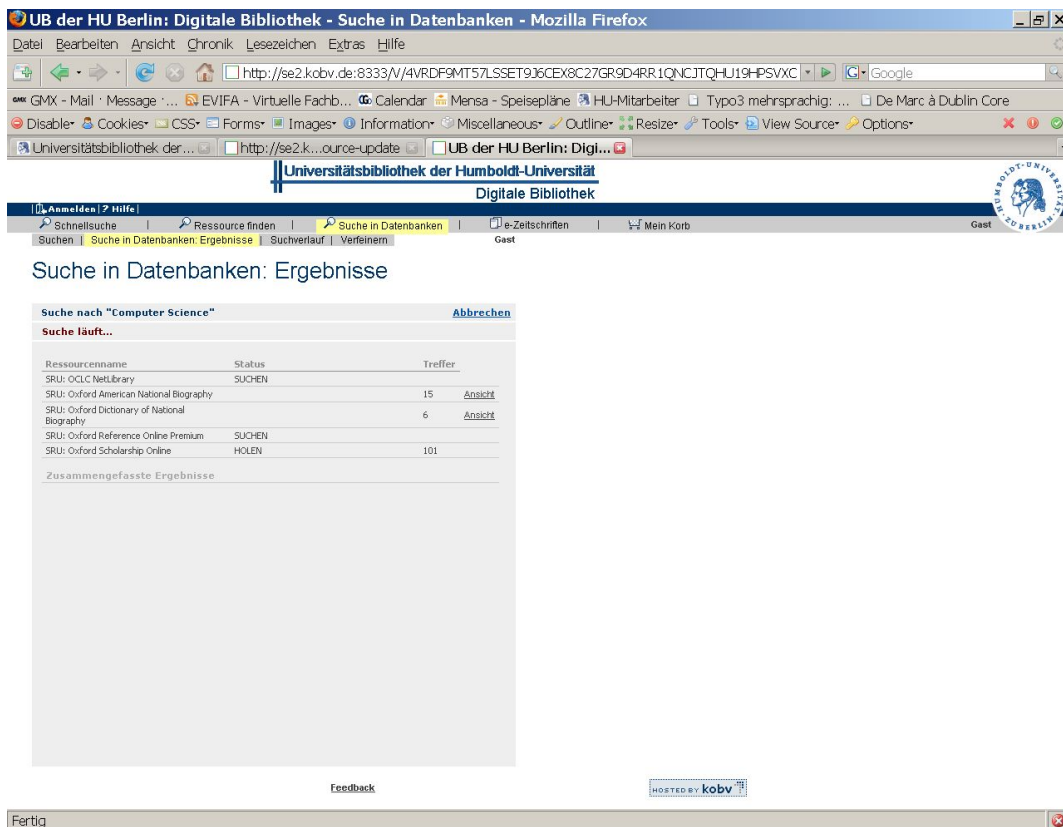 UB der HU Berlin: Digitale Bibliothek - Suche in Datenbanken - Mozilla Firefox
Datei Bearbeiten Ansicht Chronik Lesezeichen Extras Hilfe
http://se2.kobv.de:8333/V/4VRDF9MT57LSSET9J6CEX8C27GR9D4RR1QNCJTQHU19HPSVXC G Google
GMX GMX - Mail · Message ·... EVIFA - Virtuelle Fachb... Calendar Mensa - Speisepläne HU-Mitarbeiter Typo3 mehrsprachig: ... De Marc à Dublin Core
Disable Cookies CSS Forms Images Information Miscellaneous Outline Resize Tools View Source Options
Universitätsbibliothek der... http://se2.k...ource-update UB der HU Berlin: Digi...
Universitätsbibliothek der Humboldt-Universität
Digitale Bibliothek
HUMBOLDT-UNIVERSITÄT · ZU BERLIN ·
| Anmelden | ? Hilfe |
Schnellsuche | Ressource finden | Suche in Datenbanken | e-Zeitschriften | Mein Korb Gast
Suchen | Suche in Datenbanken: Ergebnisse | Suchverlauf | Verfeinern Gast
Suche in Datenbanken: Ergebnisse
Suche nach "Computer Science" Abbrechen
Suche läuft...
Ressourcenname Status Treffer
SRU: OCLC NetLibrary SUCHEN
SRU: Oxford American National Biography 15 Ansicht
SRU: Oxford Dictionary of National
Biography 6 Ansicht
SRU: Oxford Reference Online Premium SUCHEN
SRU: Oxford Scholarship Online HOLEN 101
Zusammengefasste Ergebnisse
Feedback HOSTED BY kobv
Fertig